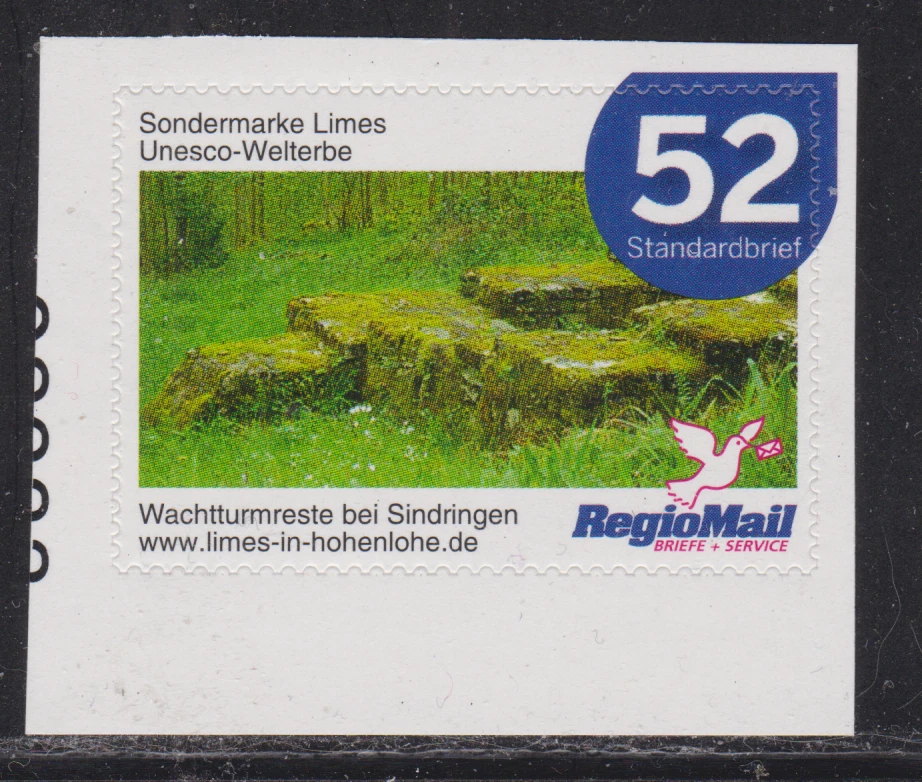 Sondermarke Limes
Unesco-Welterbe
52
Standardbrief
Wachtturmreste bei Sindringen
www.limes-in-hohenlohe.de
RegioMail
BRIEFE + SERVICE